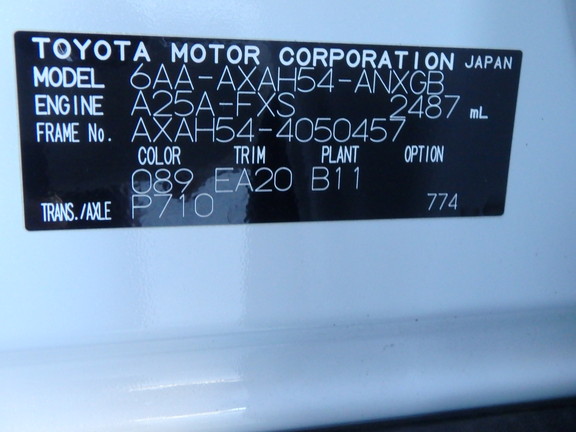 TOYOTA MOTOR CORPORATION JAPAN
MODEL 6AA-AXAH54-ANXGB
ENGINE A25A-FXS 2487 mL
FRAME No. AXAH54-4050457
COLOR TRIM PLANT OPTION
089 EA20 B11
TRANS./AXLE P710 774